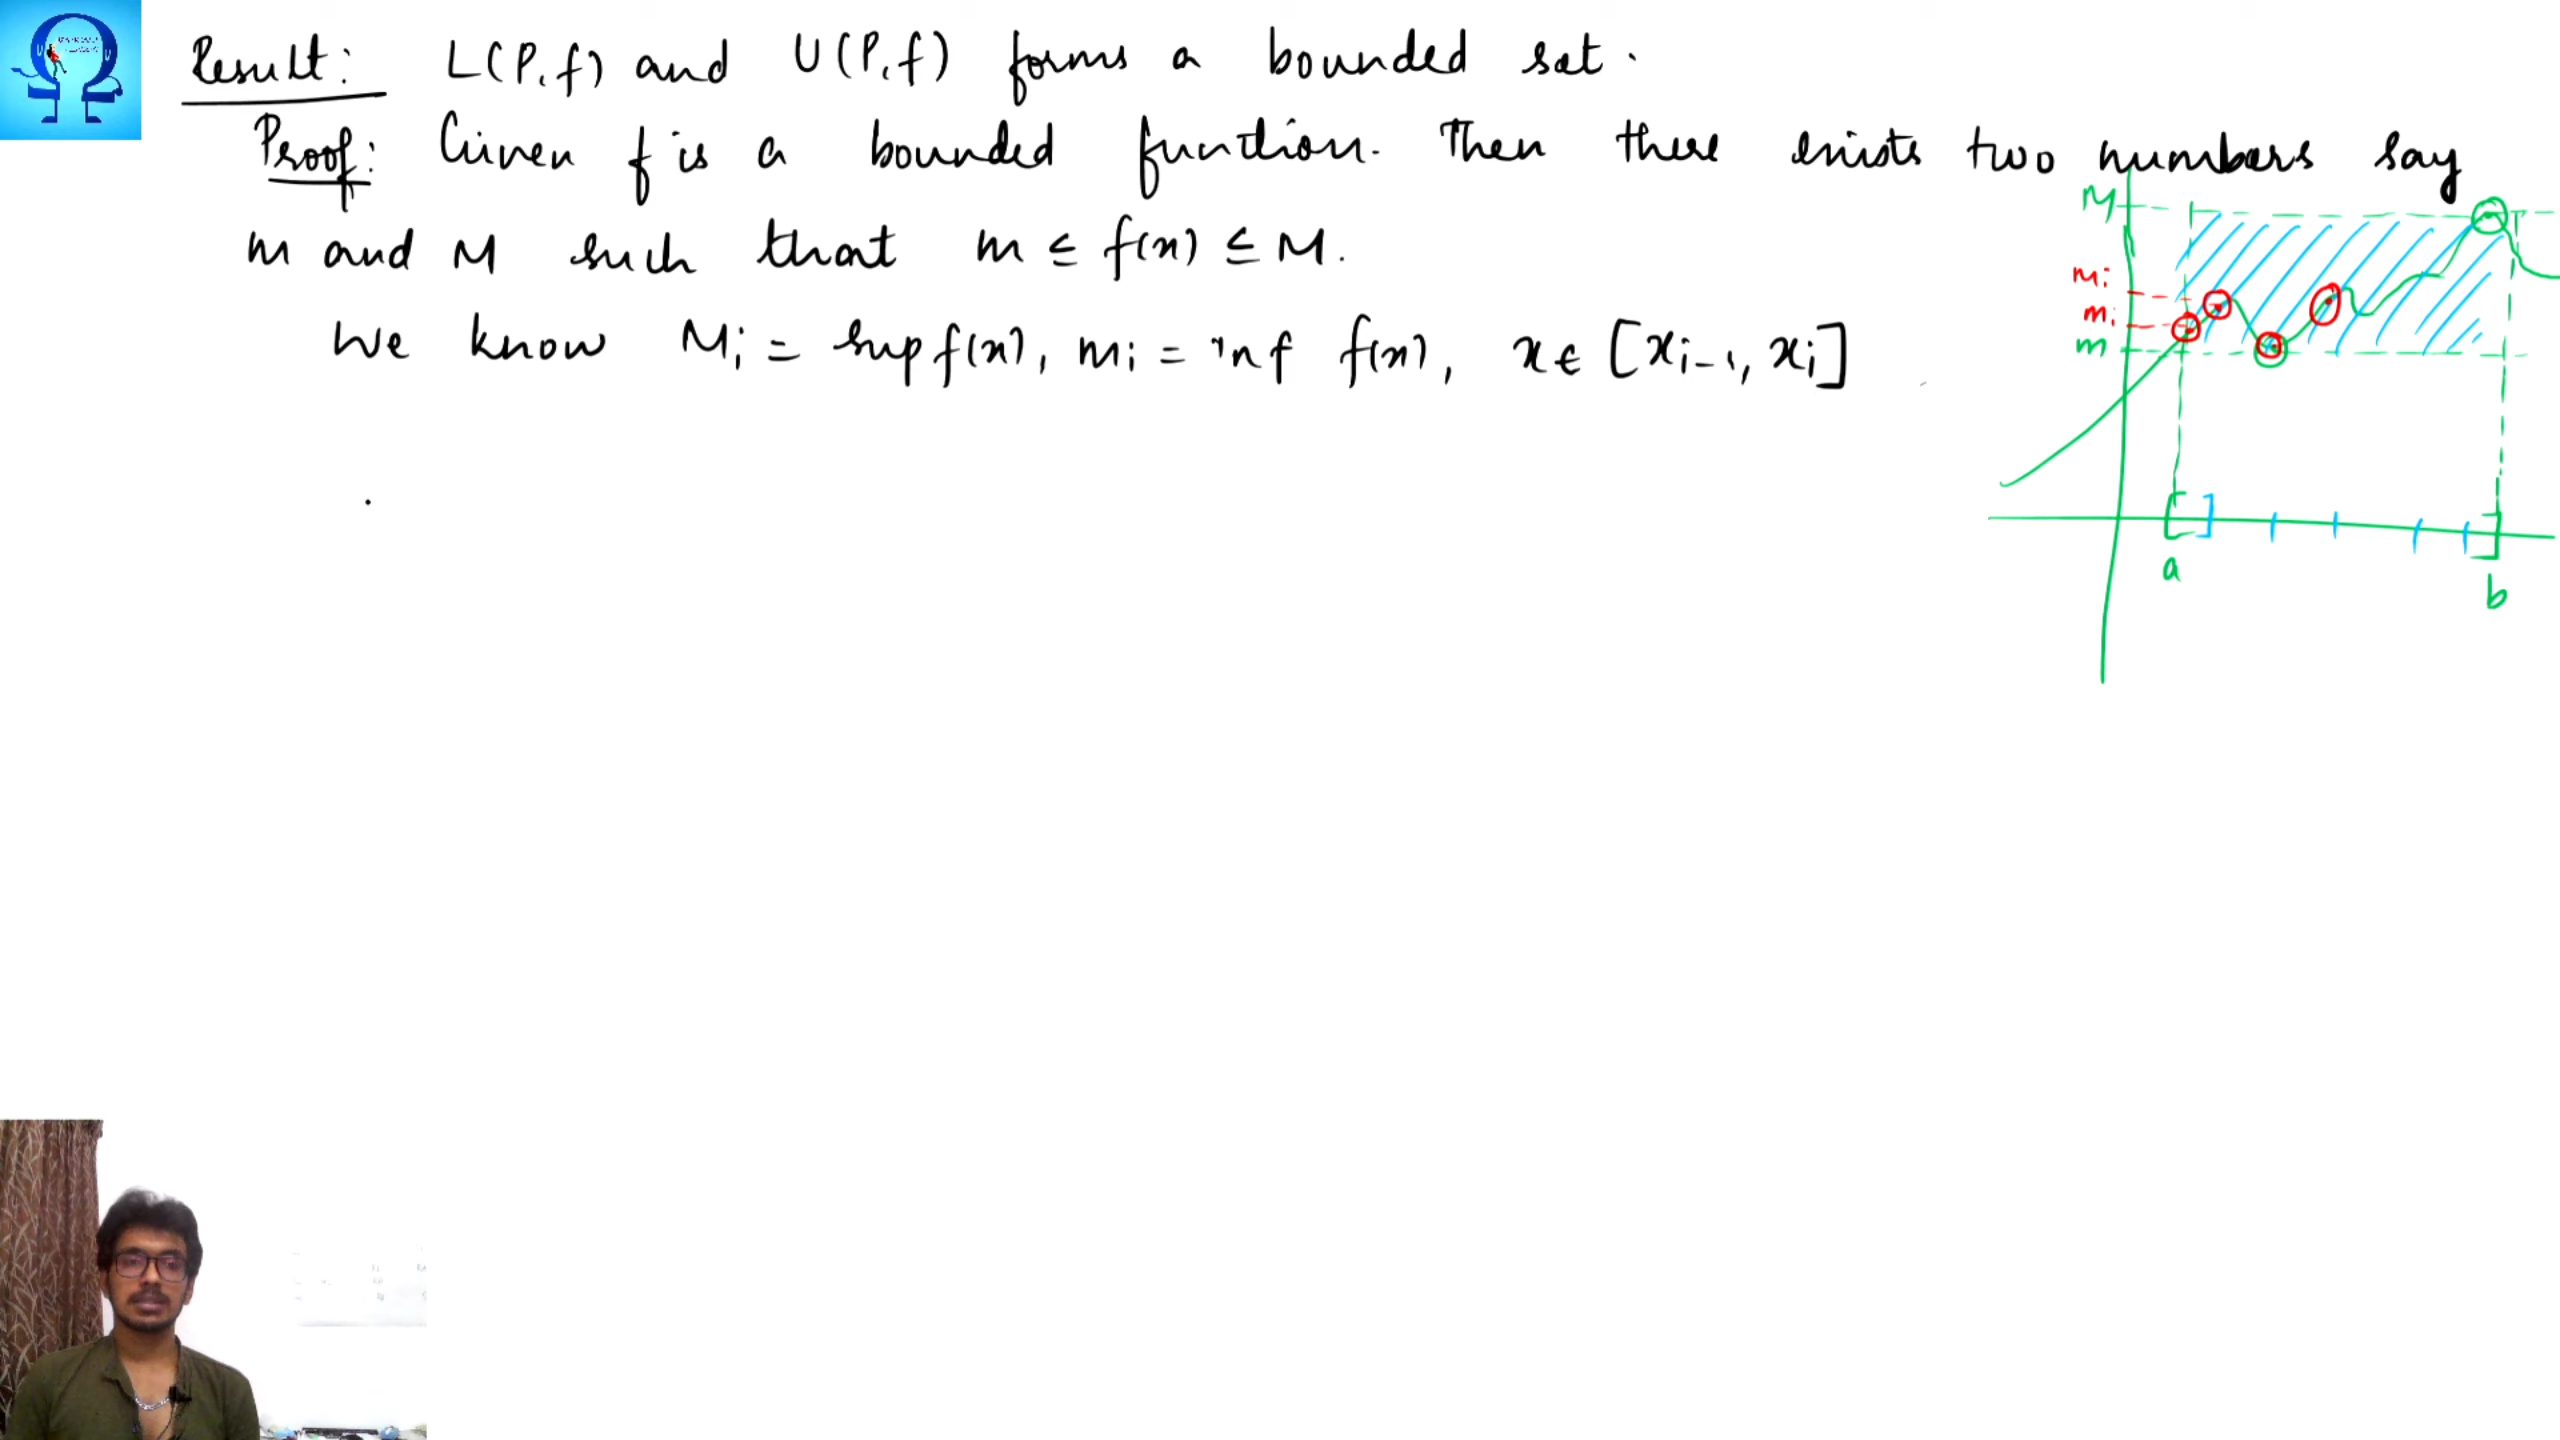 Result: L(P,f) and U(P,f) forms a bounded set.
Proof: Given f is a bounded function. Then there exists two numbers say
m and M such that m ≤ f(x) ≤ M.
We know Mi = sup f(x), mi = inf f(x), x ∈ [xi-1, xi]
M
Mi
mi
m
a
b